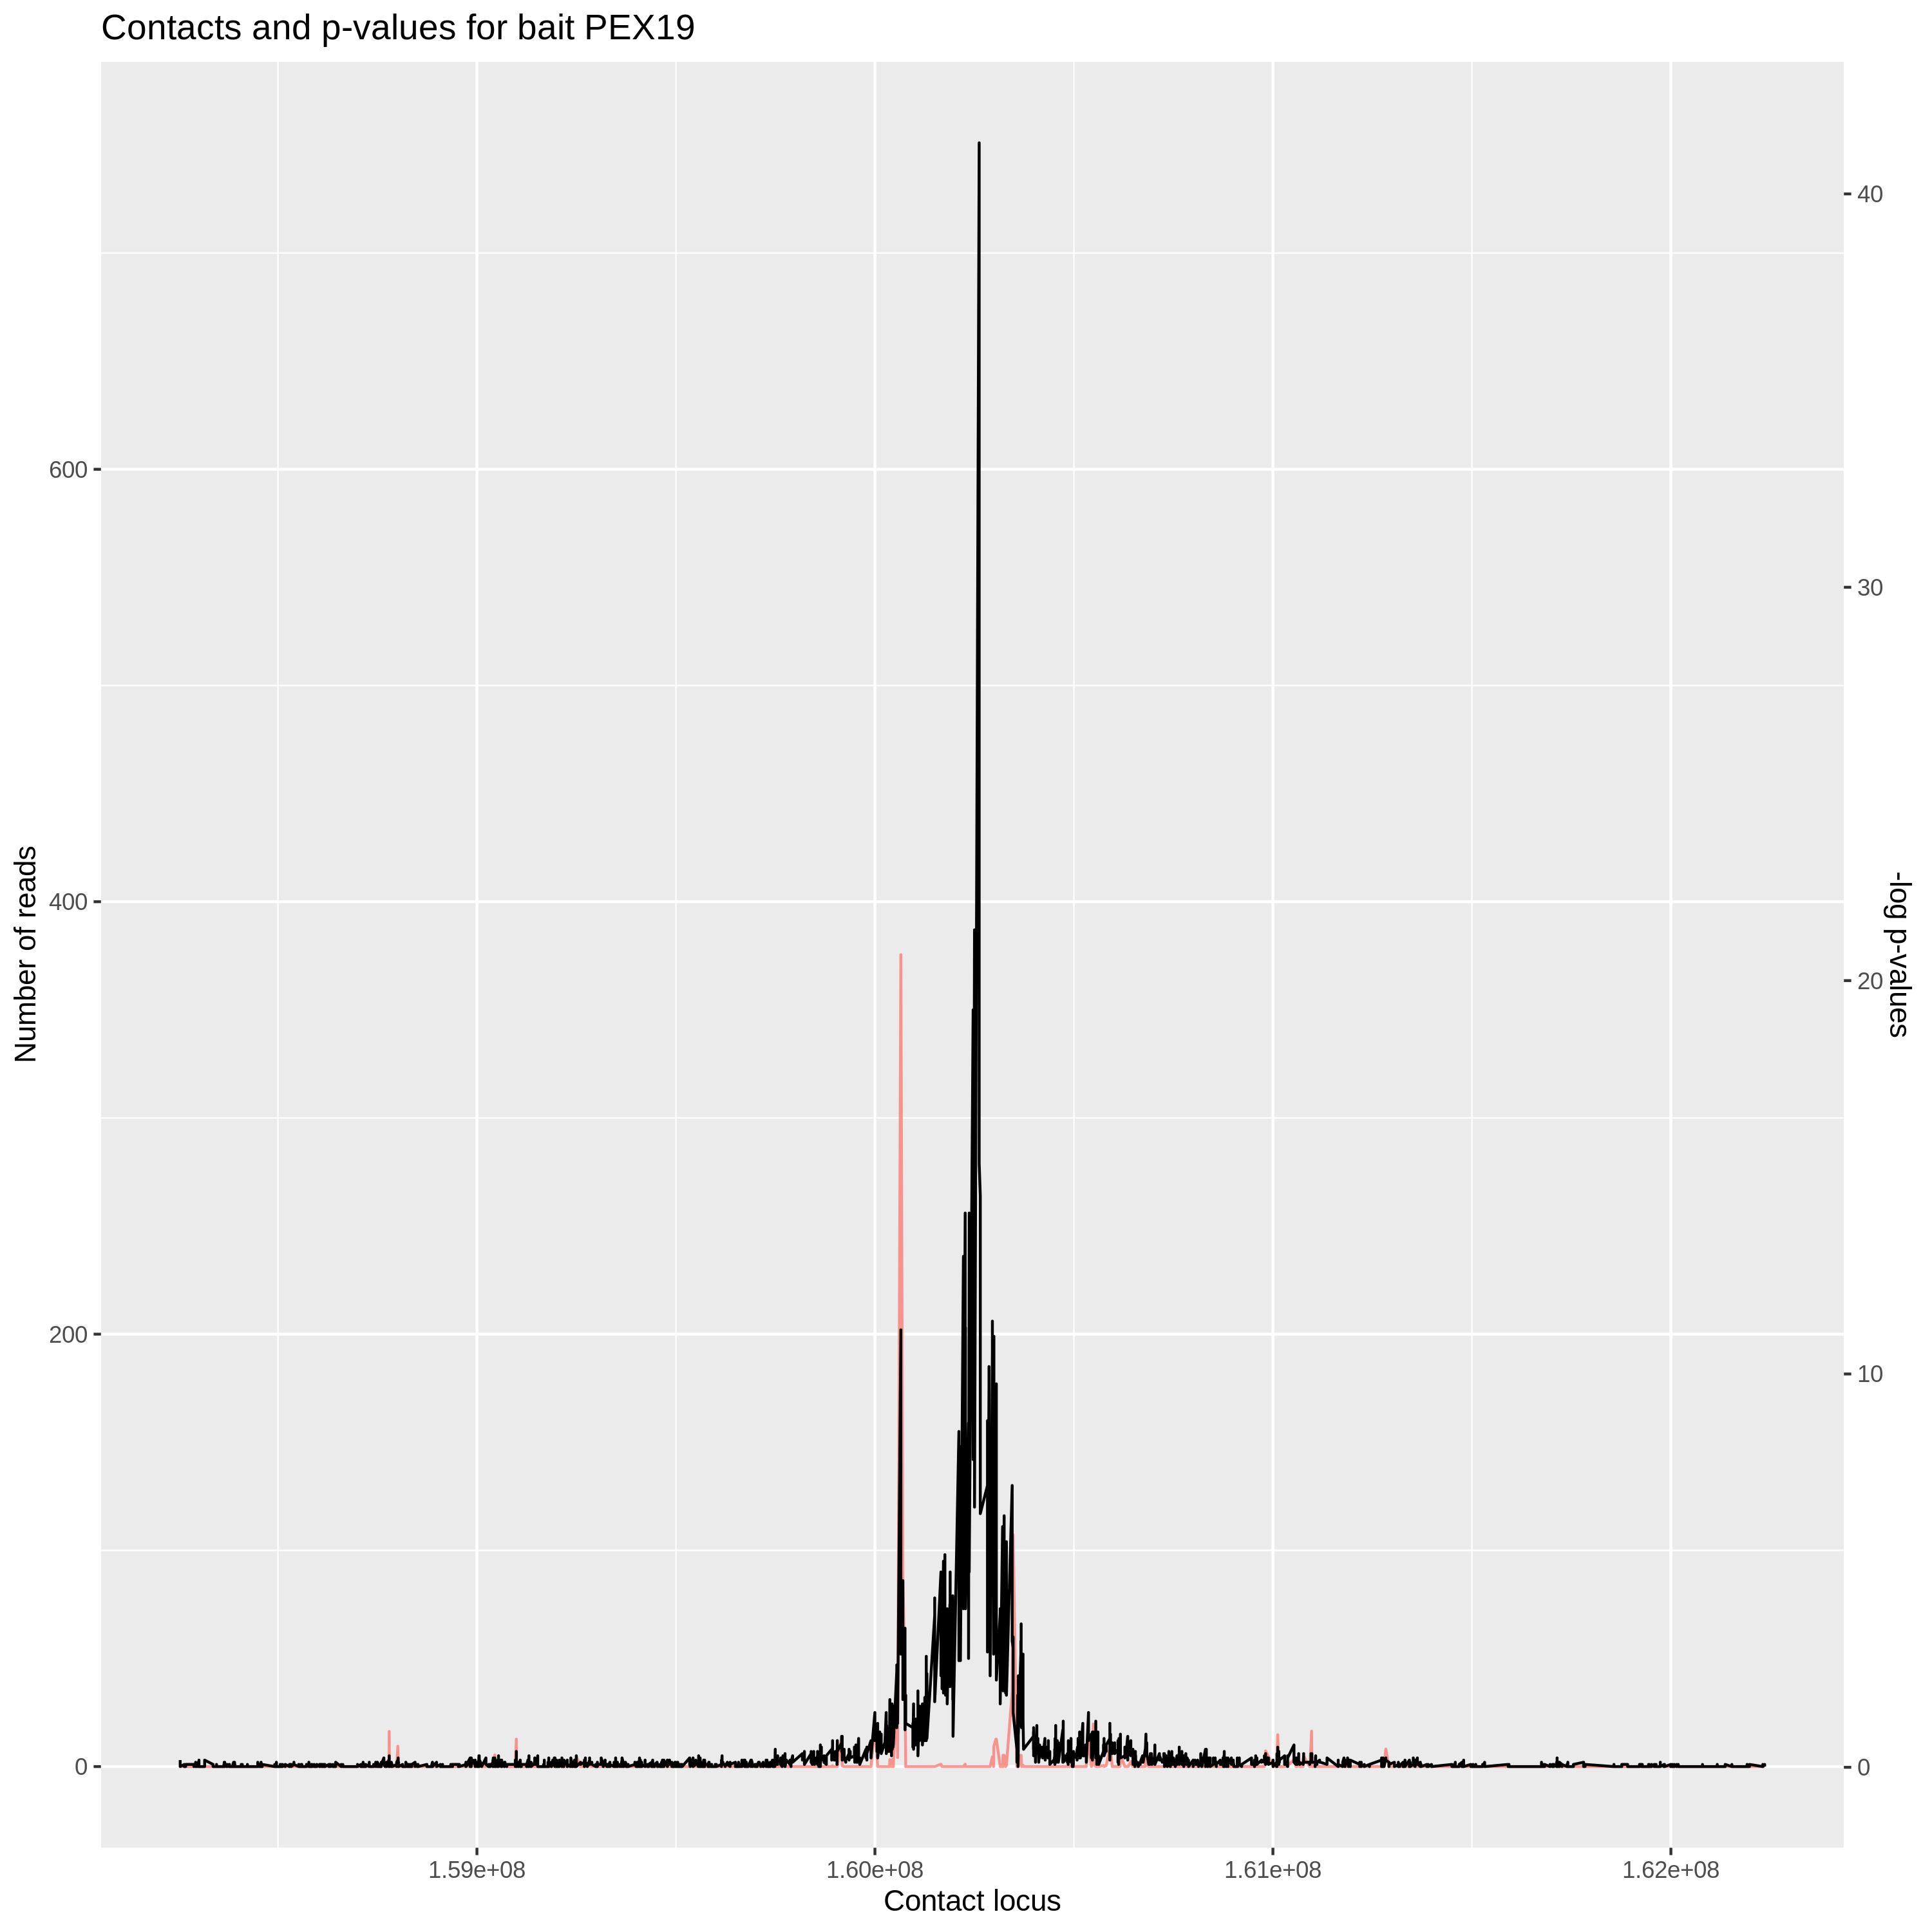 Contacts and p-values for bait PEX19
Number of reads
600
400
200
0
40
30
20
10
0
-log p-values
1.59e+08
1.60e+08
1.61e+08
1.62e+08
Contact locus